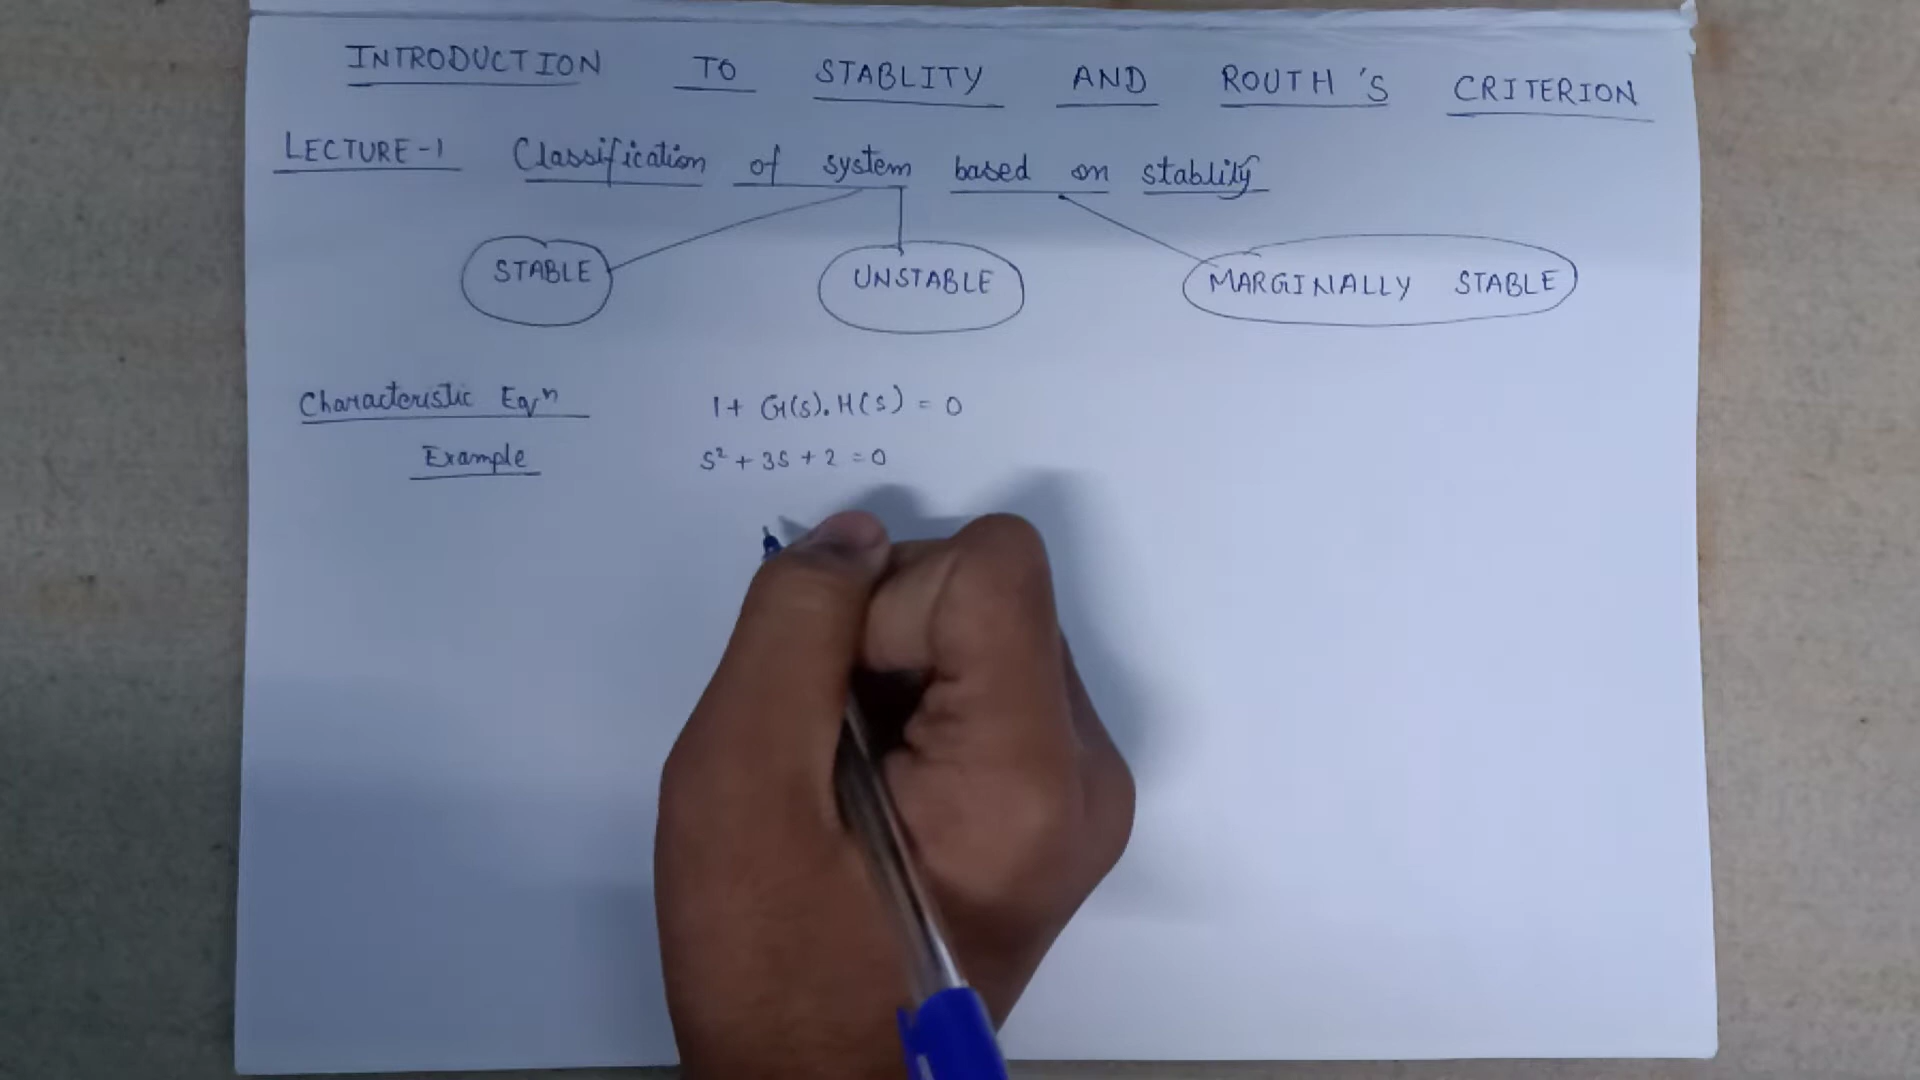 INTRODUCTION TO STABLITY AND ROUTH'S CRITERION
LECTURE-1 Classification of system based on stablity
STABLE UNSTABLE MARGINALLY STABLE
Characteristic Eqⁿ 1+ G(s).H(s) = 0
Example s² + 3s + 2 = 0